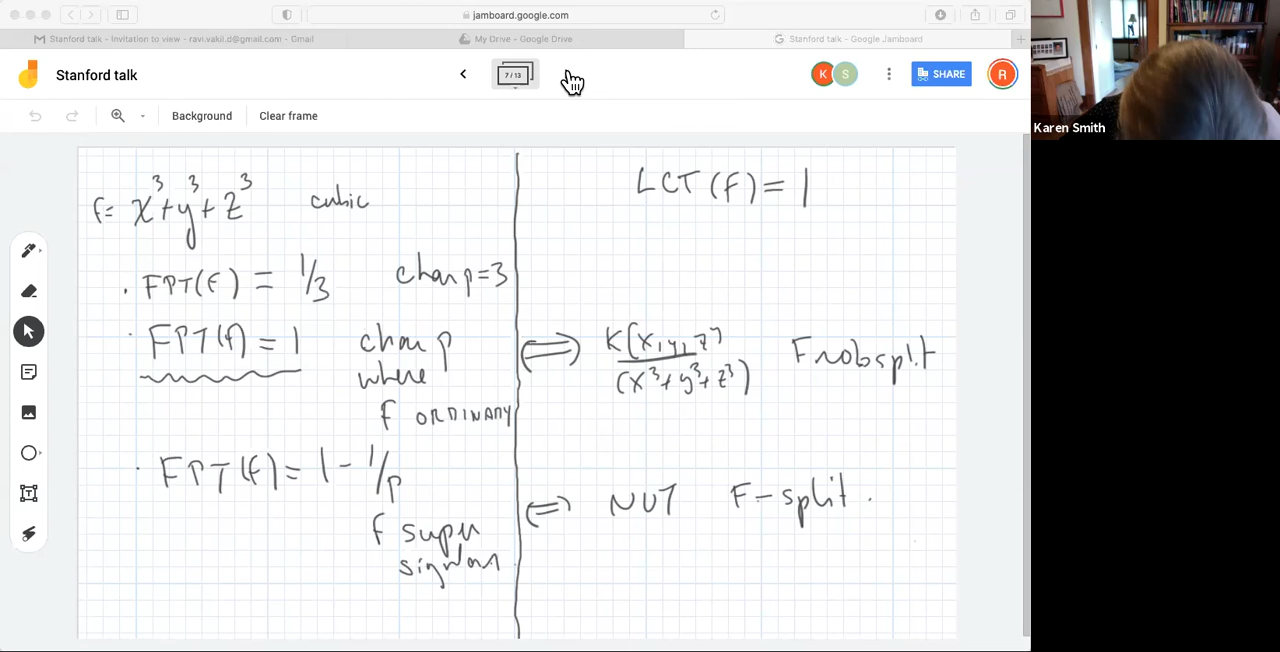 jamboard.google.com
Stanford talk - Invitation to view - ravi.vakil.d@gmail.com - Gmail
My Drive - Google Drive
Stanford talk - Google Jamboard
Stanford talk
7 / 13
K S
SHARE
R
Background
Clear frame
Karen Smith
f = x³ + y³ + z³ cubic
LCT (f) = 1
· FPT(f) = 1/3 char p = 3
· FPT(f) = 1 char p
where
f ORDINARY
⟺ K[x, y, z] Frob split
(x³ + y³ + z³)
· FPT(f) = 1 - 1/p
f super
singular
⟺ NOT F-split.